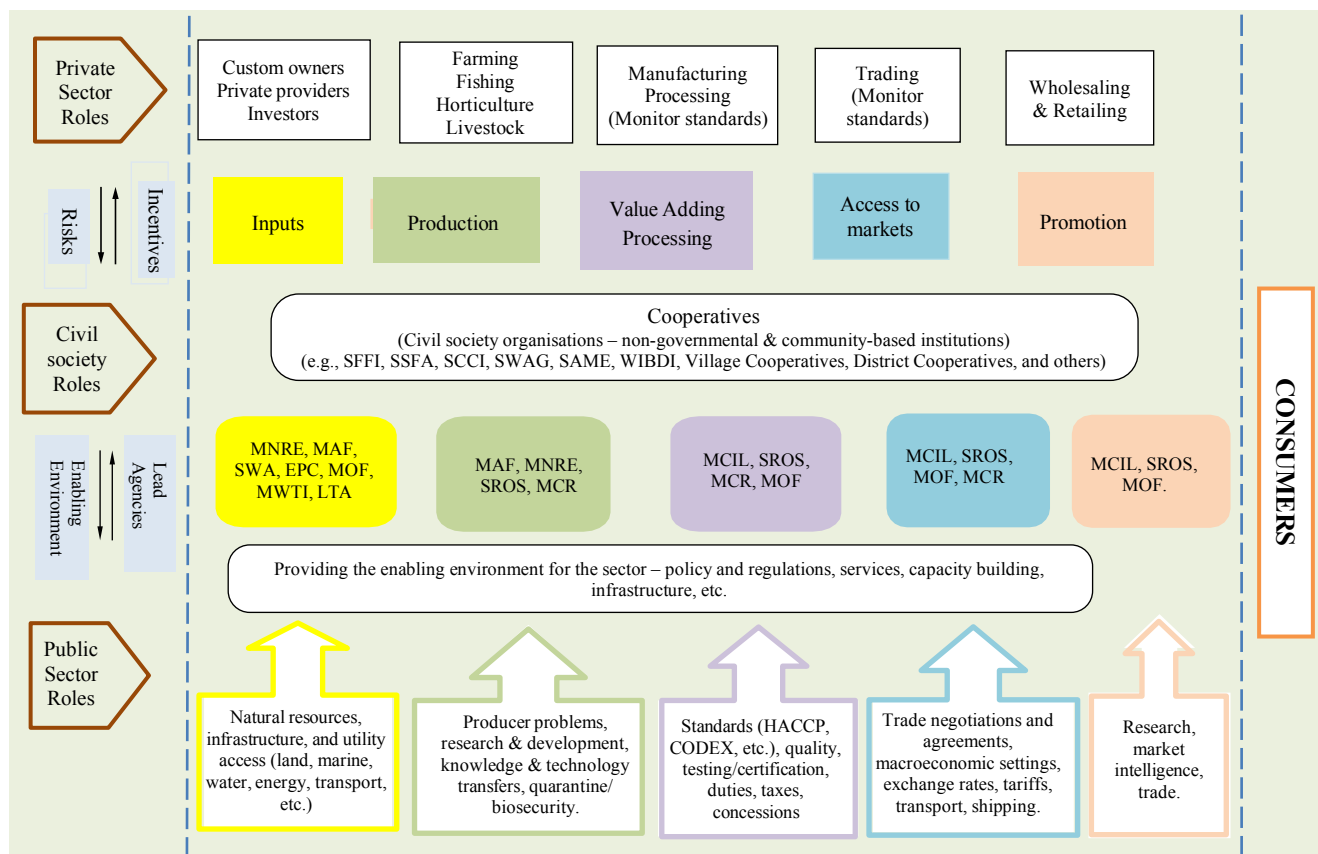 Private
Sector
Roles
Custom owners
Private providers
Investors
Farming
Fishing
Horticulture
Livestock
Manufacturing
Processing
(Monitor standards)
Trading
(Monitor
standards)
Wholesaling
& Retailing
Risks
Incentives
Inputs
Production
Value Adding
Processing
Access to
markets
Promotion
Civil
society
Roles
Cooperatives
(Civil society organisations – non-governmental & community-based institutions)
(e.g., SFFI, SSFA, SCCI, SWAG, SAME, WIBDI, Village Cooperatives, District Cooperatives, and others)
CONSUMERS
Enabling
Environment
Lead
Agencies
MNRE, MAF,
SWA, EPC, MOF,
MWTI, LTA
MAF, MNRE,
SROS, MCR
MCIL, SROS,
MCR, MOF
MCIL, SROS,
MOF, MCR
MCIL, SROS,
MOF.
Providing the enabling environment for the sector – policy and regulations, services, capacity building,
infrastructure, etc.
Public
Sector
Roles
Natural resources,
infrastructure, and utility
access (land, marine,
water, energy, transport,
etc.)
Producer problems,
research & development,
knowledge & technology
transfers, quarantine/
biosecurity.
Standards (HACCP,
CODEX, etc.), quality,
testing/certification,
duties, taxes,
concessions
Trade negotiations and
agreements,
macroeconomic settings,
exchange rates, tariffs,
transport, shipping.
Research,
market
intelligence,
trade.